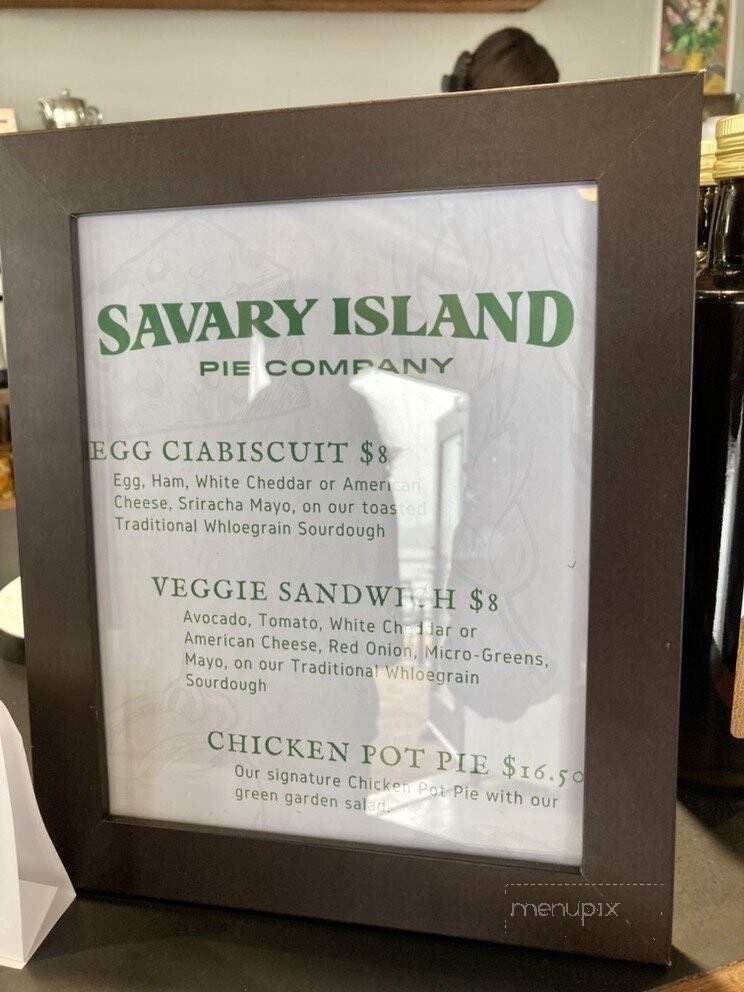 SAVARY ISLAND
PIE COMPANY
EGG CIABISCUIT $8
Egg, Ham, White Cheddar or American
Cheese, Sriracha Mayo, on our toasted
Traditional Whloegrain Sourdough
VEGGIE SANDWICH $8
Avocado, Tomato, White Cheddar or
American Cheese, Red Onion, Micro-Greens,
Mayo, on our Traditional Whloegrain
Sourdough
CHICKEN POT PIE $16.50
Our signature Chicken Pot Pie with our
green garden salad.
menupix